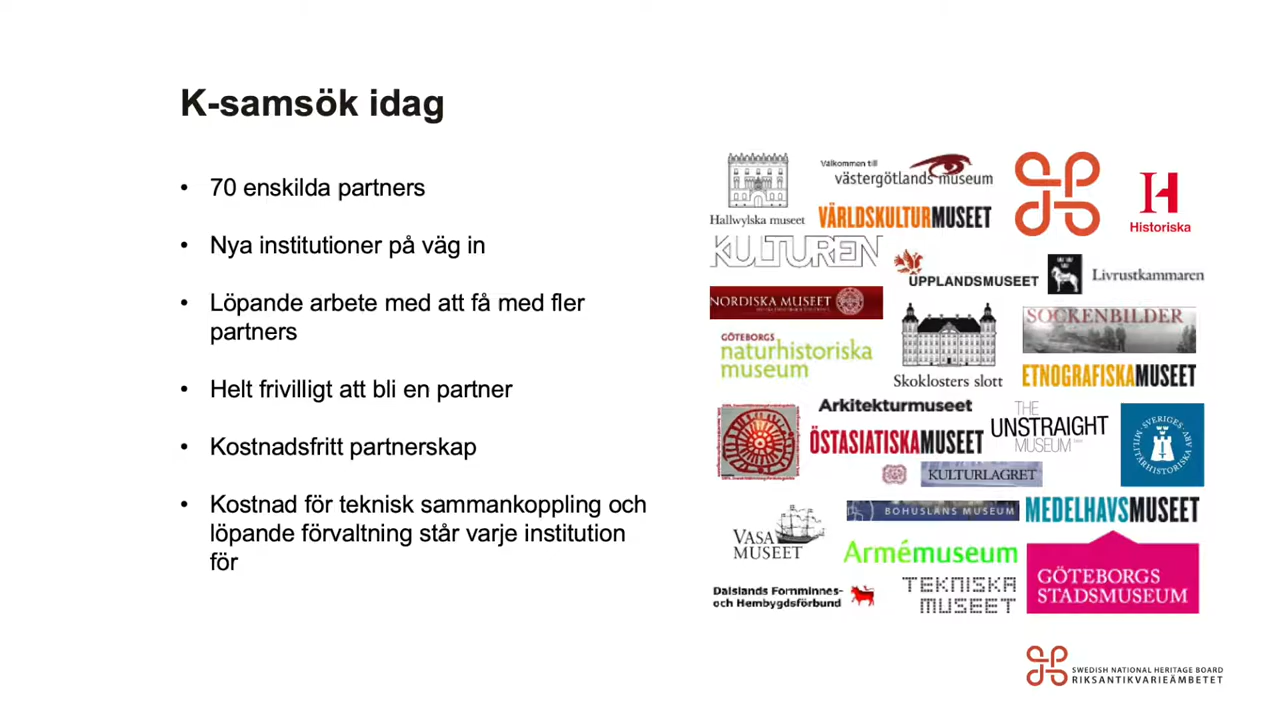 K-samsök idag
• 70 enskilda partners
• Nya institutioner på väg in
• Löpande arbete med att få med fler
partners
• Helt frivilligt att bli en partner
• Kostnadsfritt partnerskap
• Kostnad för teknisk sammankoppling och
löpande förvaltning står varje institution
för
Hallwylska museet
Välkommen till
västergötlands museum
VÄRLDSKULTURMUSEET
H
Historiska
KULTUREN
UPPLANDSMUSEET
Livrustkammaren
NORDISKA MUSEET
SOCKENBILDER
GÖTEBORGS
naturhistoriska
museum
Skoklosters slott
ETNOGRAFISKAMUSEET
Arkitekturmuseet
ÖSTASIATISKAMUSEET
THE
UNSTRAIGHT
MUSEUM
SVERIGES
MILITÄRHISTORISKA ARV
KULTURLAGRET
VASA
MUSEET
BOHUSLÄNS MUSEUM
MEDELHAVSMUSEET
Armémuseum
GÖTEBORGS
STADSMUSEUM
Dalslands Fornminnes-
och Hembygdsförbund
TEKNISKA
MUSEET
SWEDISH NATIONAL HERITAGE BOARD
RIKSANTIKVARIEÄMBETET